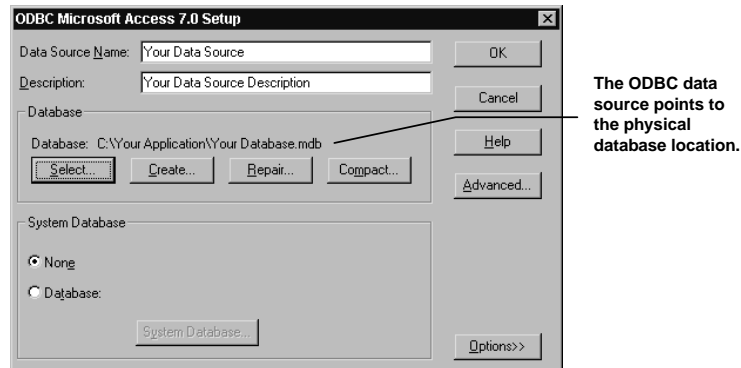 ODBC Microsoft Access 7.0 Setup
Data Source Name: Your Data Source
OK
Description: Your Data Source Description
Cancel
Database
Database: C:\Your Application\Your Database.mdb
Help
Select... Create... Repair... Compact...
Advanced...
System Database
None
Database:
System Database...
Options>>
The ODBC data
source points to
the physical
database location.